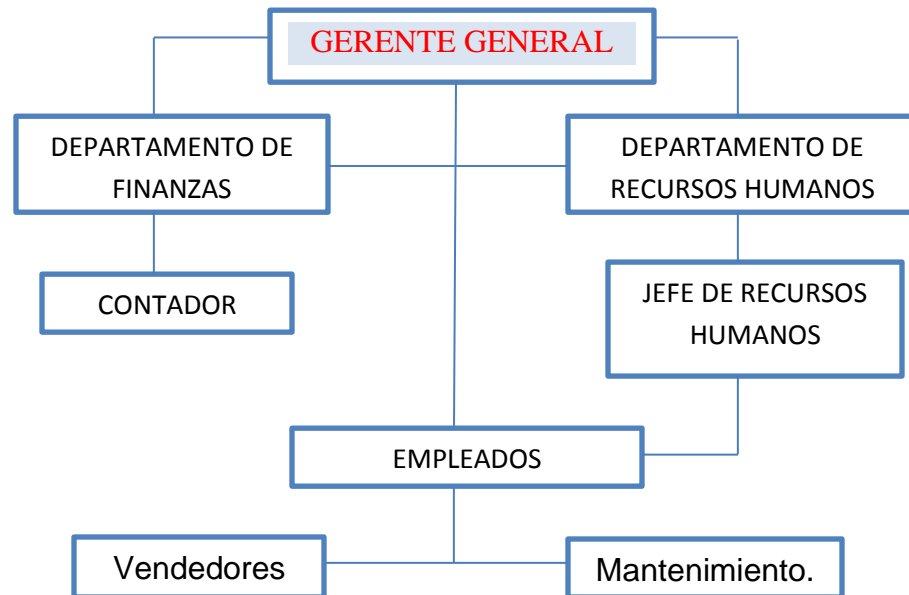 GERENTE GENERAL
DEPARTAMENTO DE
FINANZAS
DEPARTAMENTO DE
RECURSOS HUMANOS
CONTADOR
JEFE DE RECURSOS
HUMANOS
EMPLEADOS
Vendedores
Mantenimiento.